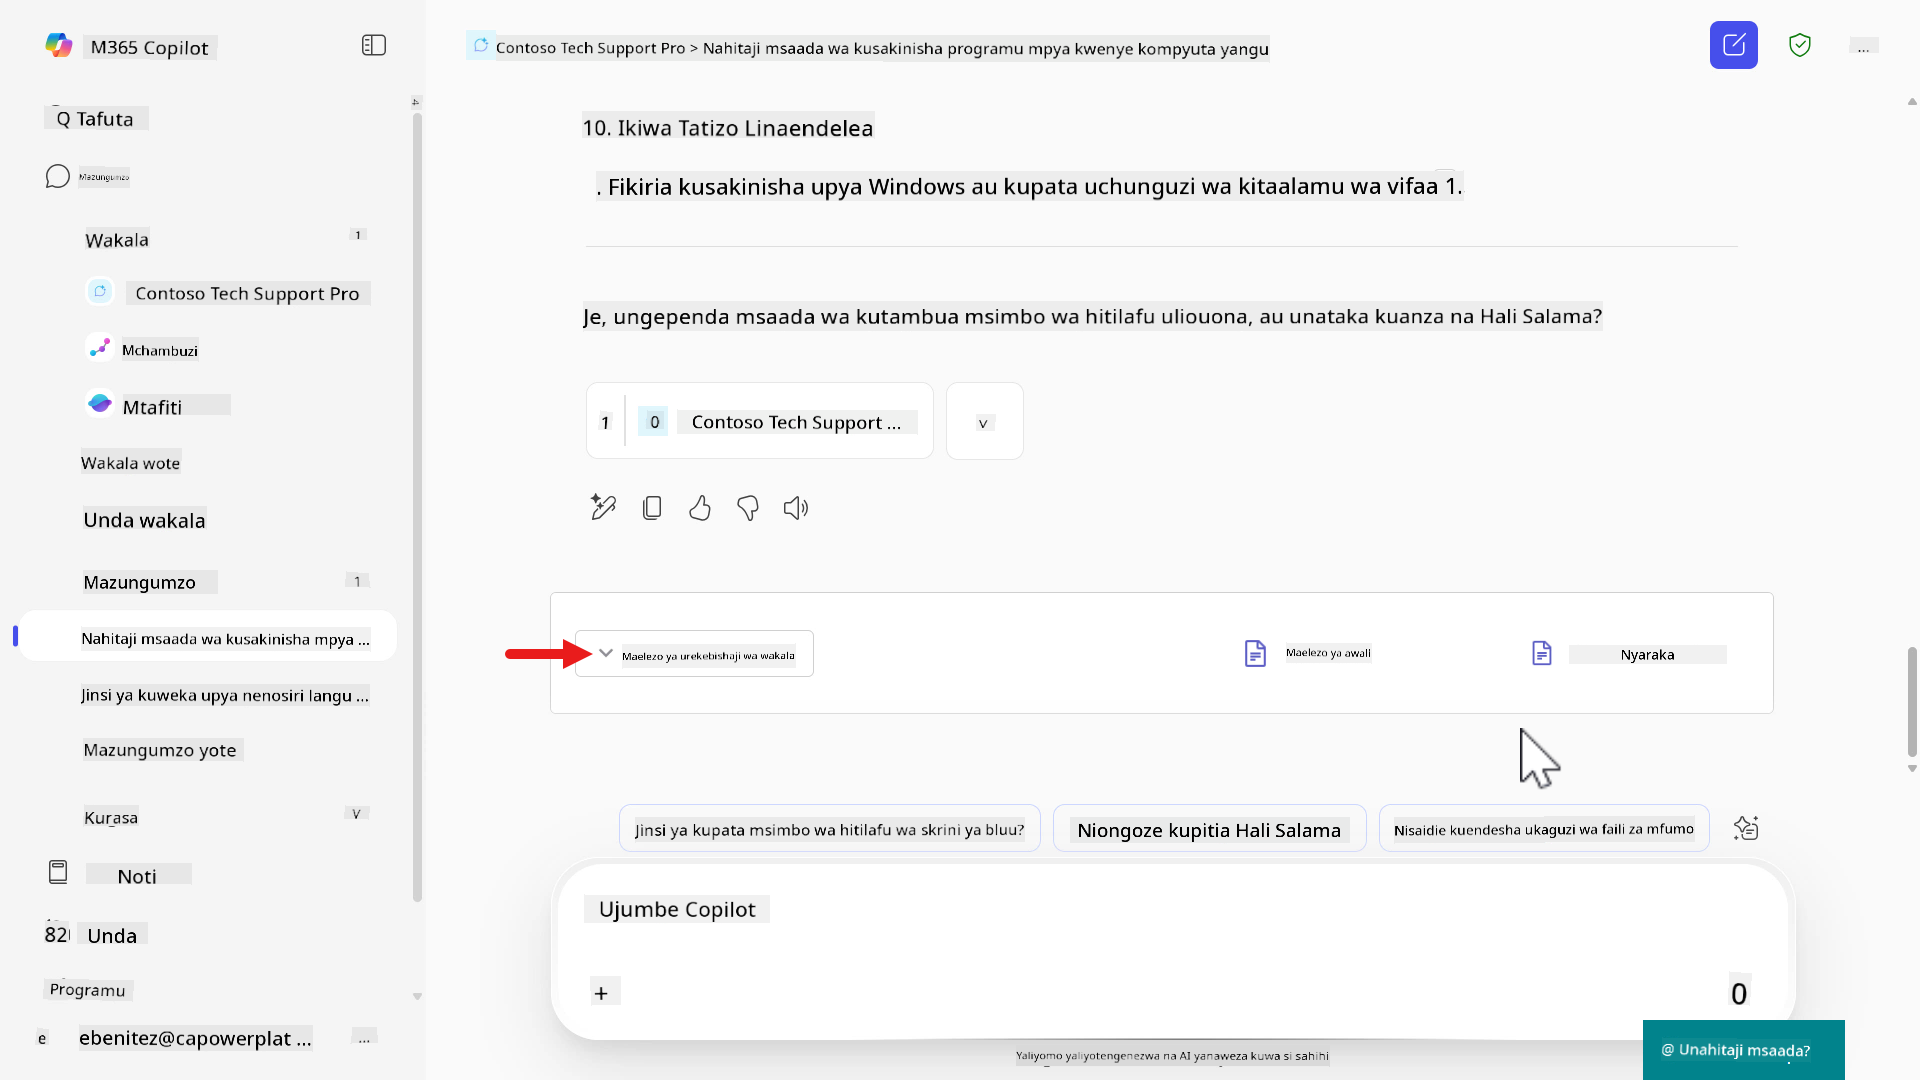 M365 Copilot
Q Tafuta
Mazungumzo
Wakala
1
Contoso Tech Support Pro
Mchambuzi
Mtafiti
Wakala wote
Unda wakala
Mazungumzo
1
Nahitaji msaada wa kusakinisha mpya ...
Jinsi ya kuweka upya nenosiri langu ...
Mazungumzo yote
Kurasa
V
Noti
82
Unda
Programu
e
ebenitez@capowerplat ...
...
Contoso Tech Support Pro > Nahitaji msaada wa kusakinisha programu mpya kwenye kompyuta yangu
...
10. Ikiwa Tatizo Linaendelea
. Fikiria kusakinisha upya Windows au kupata uchunguzi wa kitaalamu wa vifaa 1.
Je, ungependa msaada wa kutambua msimbo wa hitilafu uliouona, au unataka kuanza na Hali Salama?
1
0
Contoso Tech Support ...
v
Maelezo ya urekebishaji wa wakala
Maelezo ya awall
Nyaraka
Jinsi ya kupata msimbo wa hitilafu wa skrini ya bluu?
Niongoze kupitia Hali Salama
Nisaidie kuendesha ukaguzi wa faili za mfumo
Ujumbe Copilot
+
0
Yaliyomo yaliyotengenezwa na AI yanaweza kuwa si sahihi
@ Unahitaji msaada?